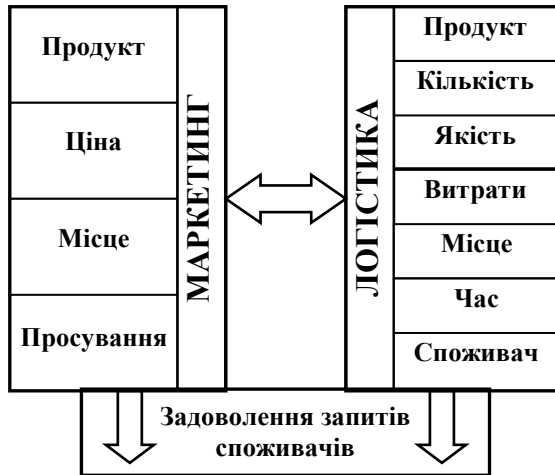 Продукт
Ціна
Місце
Просування
МАРКЕТИНГ
ЛОГІСТИКА
Продукт
Кількість
Якість
Витрати
Місце
Час
Споживач
Задоволення запитів
споживачів